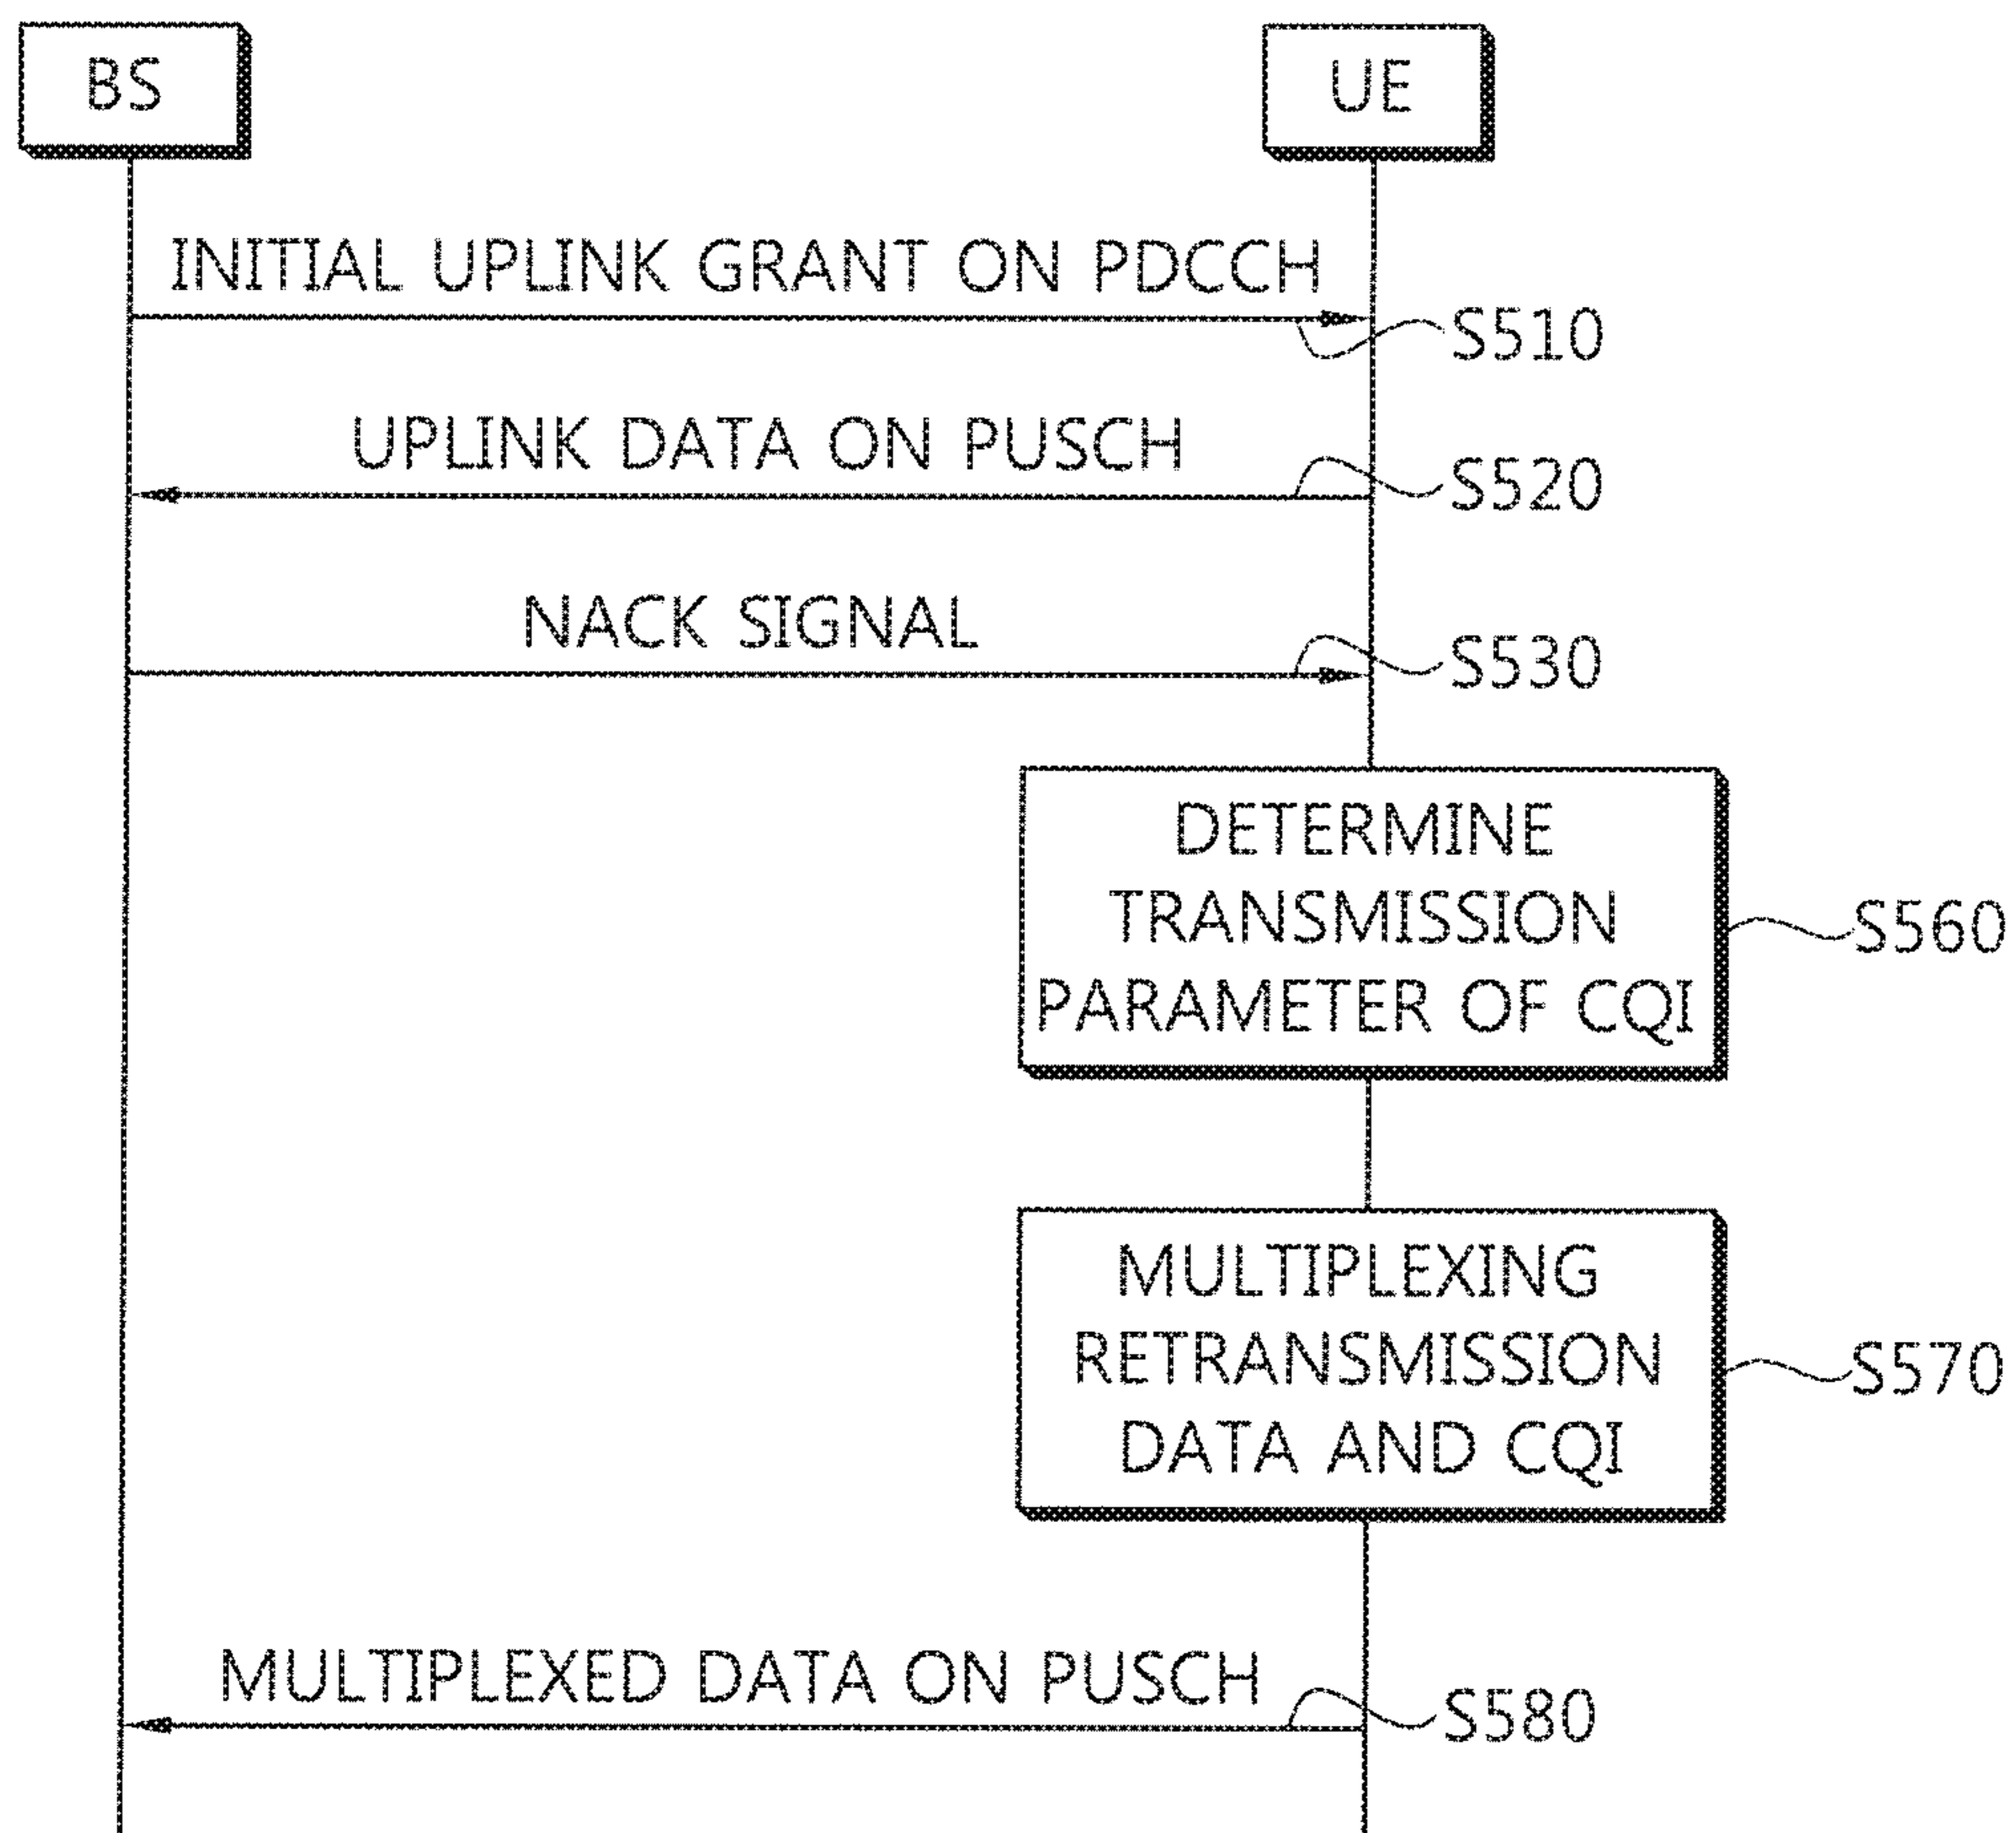 BS
UE
INITIAL UPLINK GRANT ON PDCCH
S510
UPLINK DATA ON PUSCH
S520
NACK SIGNAL
S530
DETERMINE
TRANSMISSION
PARAMETER OF CQI
S560
MULTIPLEXING
RETRANSMISSION
DATA AND CQI
S570
MULTIPLEXED DATA ON PUSCH
S580